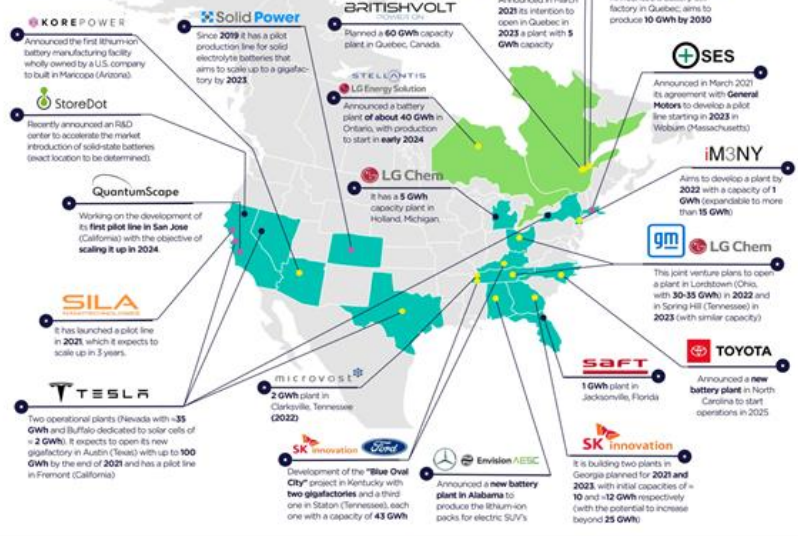 KOREPOWER
Announced the first lithium-ion
battery manufacturing facility
wholly owned by a U.S. company
to built in Maricopa (Arizona).
StoreDot
Recently announced an R&D
center to accelerate the market
introduction of solid-state batteries
(exact location to be determined).
QuantumScape
Working on the development of
its first pilot line in San Jose
(California) with the objective of
scaling it up in 2024.
SILA
NANOTECHNOLOGIES
It has launched a pilot line
in 2021, which it expects to
scale up in 3 years.
TESLA
Two operational plants (Nevada with ≈35
GWh and Buffalo dedicated to solar cells of
≈ 2 GWh). It expects to open its new
gigafactory in Austin (Texas) with up to 100
GWh by the end of 2021 and has a pilot line
in Fremont (California)
Solid Power
Since 2019 it has a pilot
production line for solid
electrolyte batteries that
aims to scale up to a gigafac-
tory by 2023.
BRITISHVOLT
POWER ON
Planned a 60 GWh capacity
plant in Quebec, Canada.
STELLANTIS
LG Energy Solution
Announced a battery
plant of about 40 GWh in
Ontario, with production
to start in early 2024
LG Chem
It has a 5 GWh
capacity plant in
Holland, Michigan.
Announced in March
2021 its intention to
open in Quebec in
2023 a plant with 5
GWh capacity
factory in Quebec; aims to
produce 10 GWh by 2030
SES
Announced in March 2021
its agreement with General
Motors to develop a pilot
line starting in 2023 in
Woburn (Massachusetts)
iM3NY
Aims to develop a plant by
2022 with a capacity of 1
GWh (expandable to more
than 15 GWh)
gm
LG Chem
This joint venture plans to open
a plant in Lordstown (Ohio,
with 30-35 GWh) in 2022 and
in Spring Hill (Tennessee) in
2023 (with similar capacity)
TOYOTA
Announced a new
battery plant in North
Carolina to start
operations in 2025
SAFT
1 GWh plant in
Jacksonville, Florida
microvast
2 GWh plant in
Clarksville, Tennessee
(2022)
SK innovation
Ford
Development of the "Blue Oval
City" project in Kentucky with
two gigafactories and a third
one in Staton (Tennessee), each
one with a capacity of 43 GWh
Envision AESC
Announced a new battery
plant in Alabama to
produce the lithium-ion
packs for electric SUV's
SK innovation
It is building two plants in
Georgia planned for 2021 and
2023, with initial capacities of ≈
10 and ≈12 GWh respectively
(with the potential to increase
beyond 25 GWh)